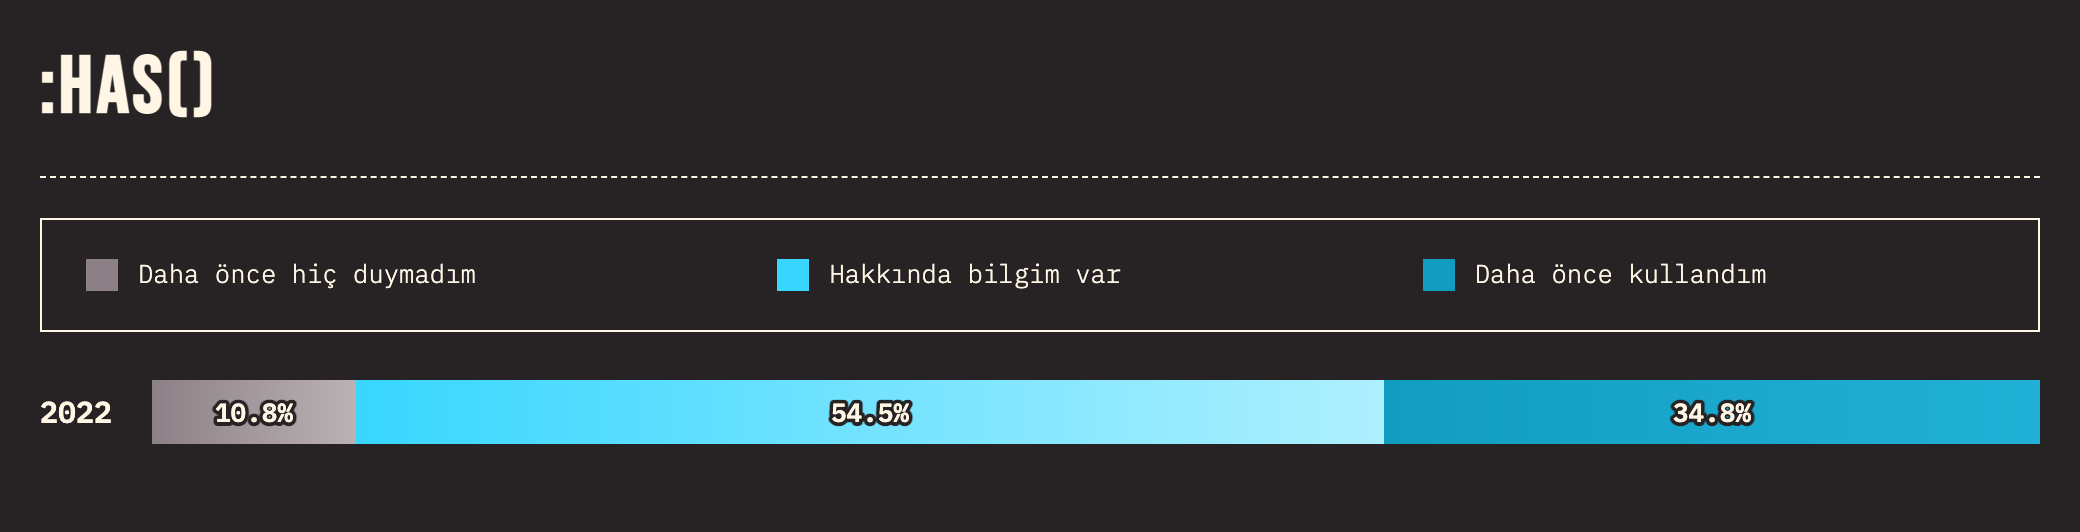 :HAS()
Daha önce hiç duymadım
Hakkında bilgim var
Daha önce kullandım
2022 10.8% 54.5% 34.8%